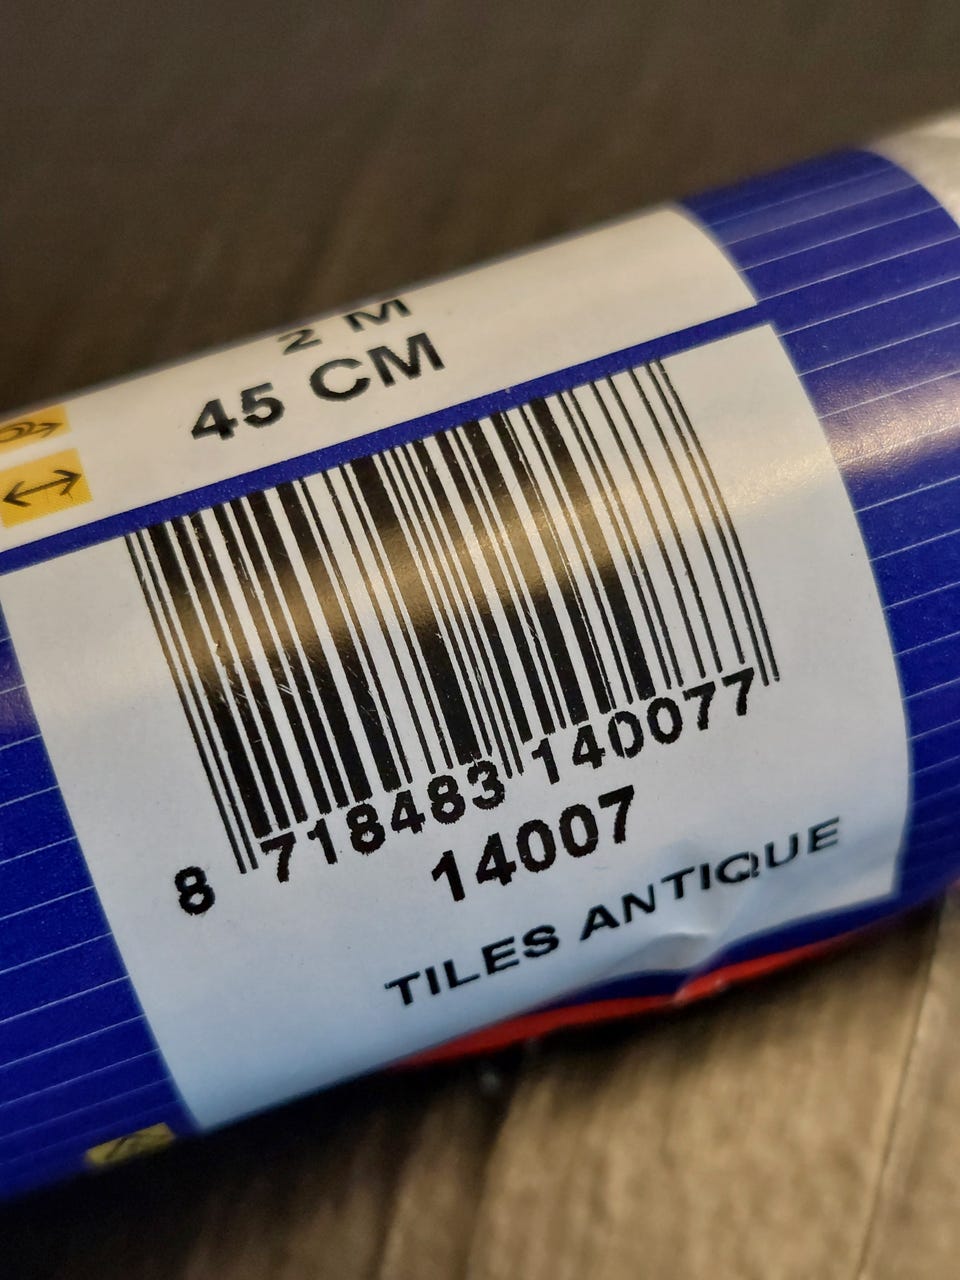 2 M
45 CM
8 718483 140077
14007
TILES ANTIQUE